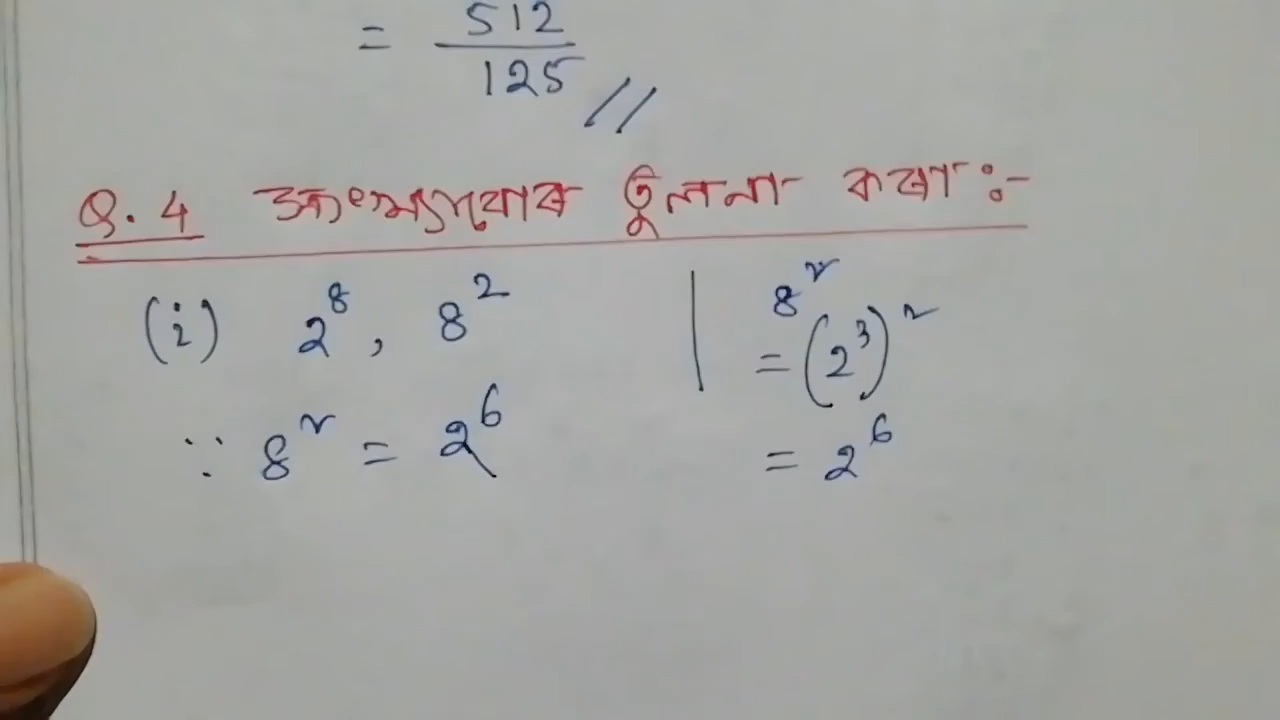 = 512/125 //
Q. 4 সংখ্যাবোৰ তুলনা কৰা :-
(i) 2⁸, 8²
∵ 8² = 2⁶
8²
= (2³)²
= 2⁶